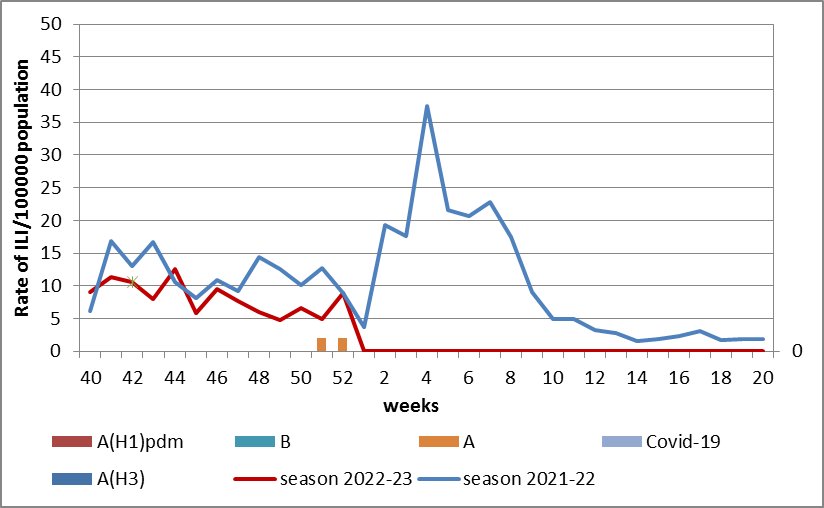 50
45
40
35
30
25
20
15
10
5
0
0
Rate of ILI/100000 population
40 42 44 46 48 50 52 2 4 6 8 10 12 14 16 18 20
weeks
A(H1)pdm B A Covid-19
A(H3) season 2022-23 season 2021-22